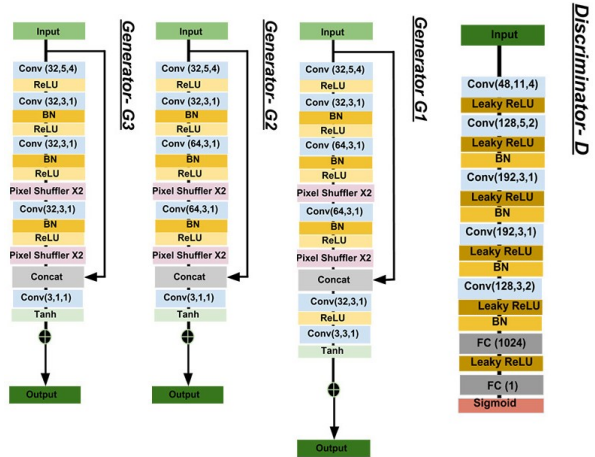 Generator- G3
Input
Conv (32,5,4)
ReLU
Conv (32,3,1)
BN
ReLU
Conv (32,3,1)
BN
ReLU
Pixel Shuffler X2
Conv(32,3,1)
BN
ReLU
Pixel Shuffler X2
Concat
Conv(3,1,1)
Tanh
Output
Generator- G2
Input
Conv (32,5,4)
ReLU
Conv (32,3,1)
BN
ReLU
Conv (64,3,1)
BN
ReLU
Pixel Shuffler X2
Conv(64,3,1)
BN
ReLU
Pixel Shuffler X2
Concat
Conv(3,1,1)
Tanh
Output
Generator G1
Input
Conv (32,5,4)
ReLU
Conv (32,3,1)
BN
ReLU
Conv (64,3,1)
BN
ReLU
Pixel Shuffler X2
Conv(64,3,1)
BN
ReLU
Pixel Shuffler X2
Concat
Conv(32,3,1)
ReLU
Conv(3,3,1)
Tanh
Output
Discriminator- D
Input
Conv(48,11,4)
Leaky ReLU
Conv(128,5,2)
Leaky ReLU
BN
Conv(192,3,1)
Leaky ReLU
BN
Conv(192,3,1)
Leaky ReLU
BN
Conv(128,3,2)
Leaky ReLU
BN
FC (1024)
Leaky ReLU
FC (1)
Sigmoid